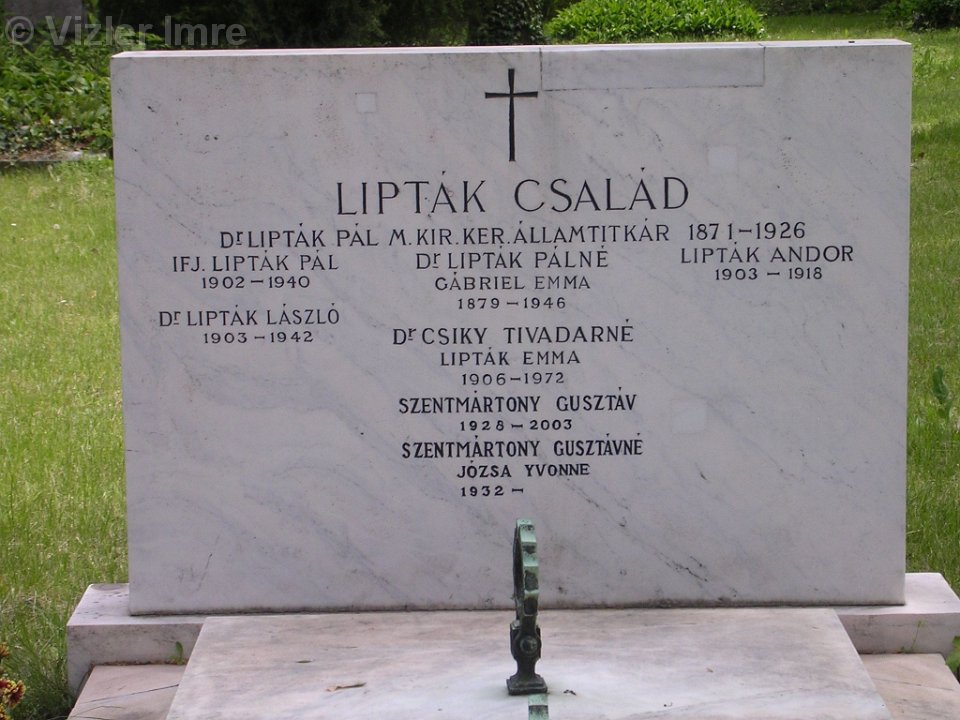 © Vizler Imre
LIPTÁK CSALÁD
Dr LIPTÁK PÁL M. KIR. KER. ÁLLAMTITKÁR 1871-1926
IFJ. LIPTÁK PÁL
1902-1940
Dr LIPTÁK PÁLNÉ
GÁBRIEL EMMA
1879-1946
LIPTÁK ANDOR
1903-1918
Dr LIPTÁK LÁSZLÓ
1903-1942
Dr CSIKY TIVADARNÉ
LIPTÁK EMMA
1906-1972
SZENTMÁRTONY GUSZTÁV
1928-2003
SZENTMÁRTONY GUSZTÁVNÉ
JÓZSA YVONNE
1932-